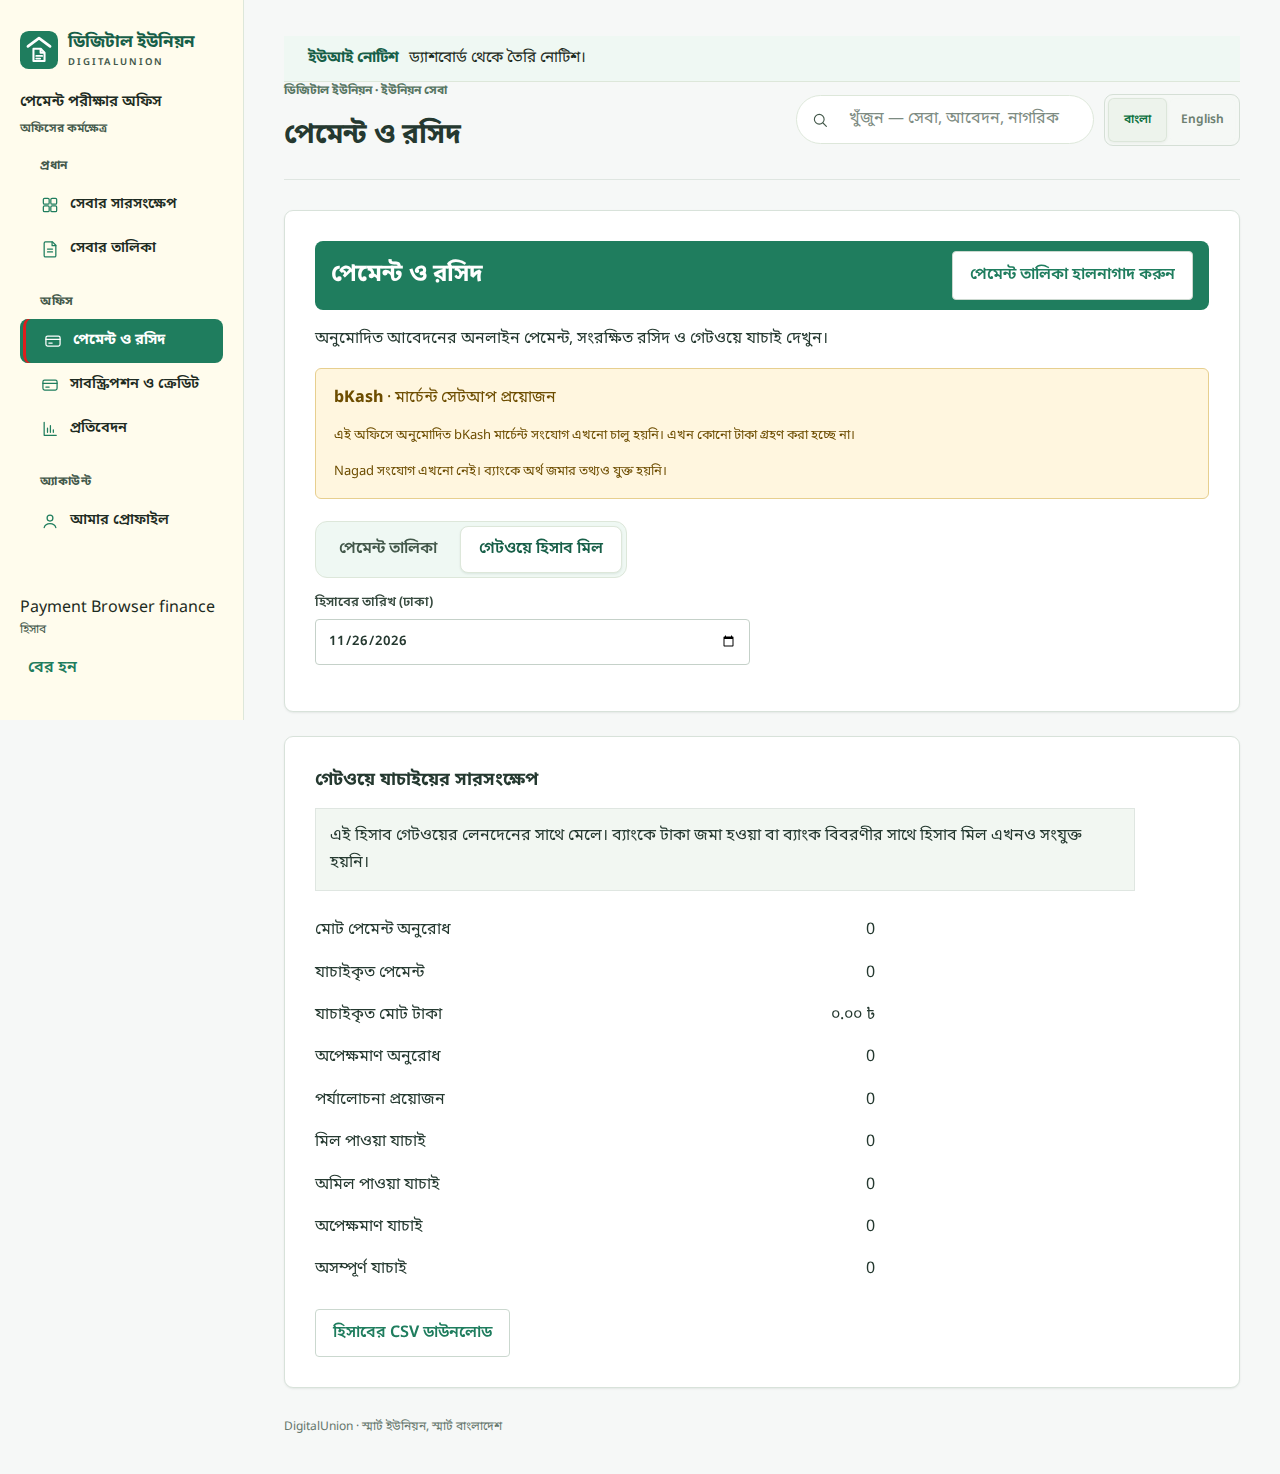 ডিজিটাল ইউনিয়ন
DIGITALUNION
পেমেন্ট পরীক্ষার অফিস
অফিসের কর্মক্ষেত্র
প্রধান
সেবার সারসংক্ষেপ
সেবার তালিকা
অফিস
পেমেন্ট ও রসিদ
সাবস্ক্রিপশন ও ক্রেডিট
প্রতিবেদন
অ্যাকাউন্ট
আমার প্রোফাইল
Payment Browser finance
হিসাব
বের হন
ইউআই নোটিশ ড্যাশবোর্ড থেকে তৈরি নোটিশ।
ডিজিটাল ইউনিয়ন · ইউনিয়ন সেবা
পেমেন্ট ও রসিদ
খুঁজুন — সেবা, আবেদন, নাগরিক
বাংলা
English
পেমেন্ট ও রসিদ
পেমেন্ট তালিকা হালনাগাদ করুন
অনুমোদিত আবেদনের অনলাইন পেমেন্ট, সংরক্ষিত রসিদ ও গেটওয়ে যাচাই দেখুন।
bKash · মার্চেন্ট সেটআপ প্রয়োজন
এই অফিসে অনুমোদিত bKash মার্চেন্ট সংযোগ এখনো চালু হয়নি। এখন কোনো টাকা গ্রহণ করা হচ্ছে না।
Nagad সংযোগ এখনো নেই। ব্যাংকে অর্থ জমার তথ্যও যুক্ত হয়নি।
পেমেন্ট তালিকা
গেটওয়ে হিসাব মিল
হিসাবের তারিখ (ঢাকা)
11/26/2026
গেটওয়ে যাচাইয়ের সারসংক্ষেপ
এই হিসাব গেটওয়ের লেনদেনের সাথে মেলে। ব্যাংকে টাকা জমা হওয়া বা ব্যাংক বিবরণীর সাথে হিসাব মিল এখনও সংযুক্ত
হয়নি।
মোট পেমেন্ট অনুরোধ 0
যাচাইকৃত পেমেন্ট 0
যাচাইকৃত মোট টাকা ০.০০ ৳
অপেক্ষমাণ অনুরোধ 0
পর্যালোচনা প্রয়োজন 0
মিল পাওয়া যাচাই 0
অমিল পাওয়া যাচাই 0
অপেক্ষমাণ যাচাই 0
অসম্পূর্ণ যাচাই 0
হিসাবের CSV ডাউনলোড
DigitalUnion · স্মার্ট ইউনিয়ন, স্মার্ট বাংলাদেশ